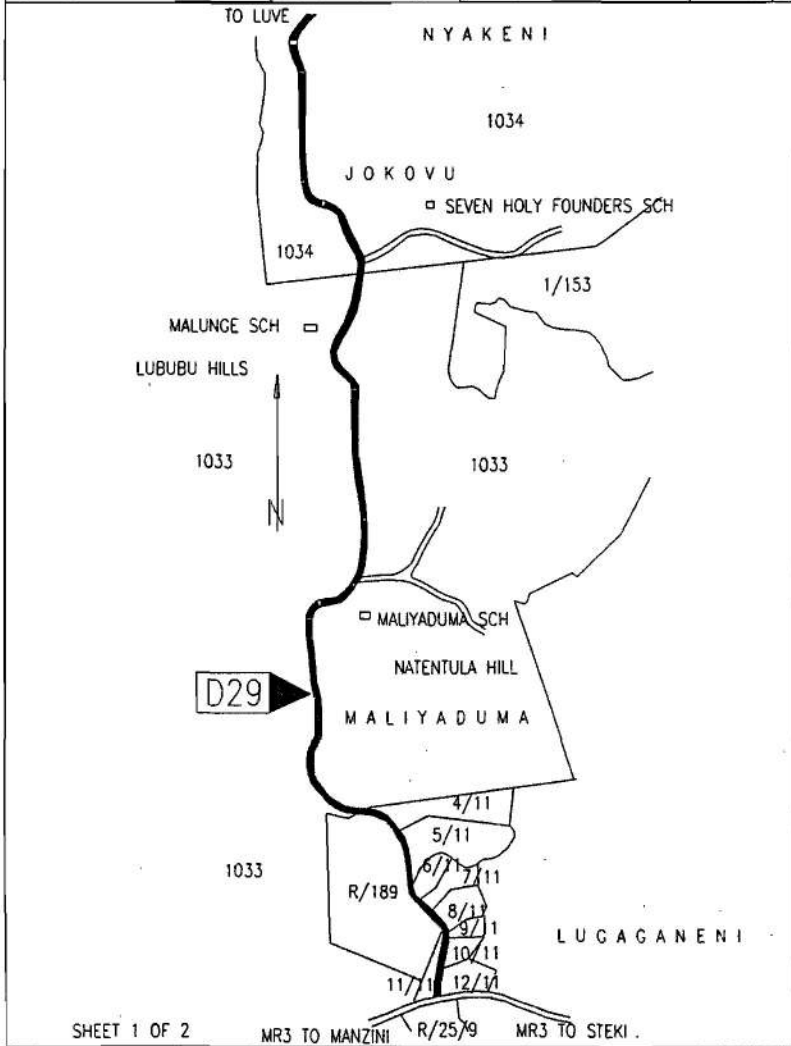 TO LUVE
NYAKENI
1034
JOKOVU
SEVEN HOLY FOUNDERS SCH
1034
1/153
MALUNGE SCH
LUBUBU HILLS
1033
1033
N
MALIYADUMA SCH
NATENTULA HILL
D29
MALIYADUMA
4/11
5/11
6/11
7/11
1033
R/189
8/11
9/11
LUGAGANENI
10/11
11/11
12/11
SHEET 1 OF 2
MR3 TO MANZINI
R/25/9
MR3 TO STEKI.